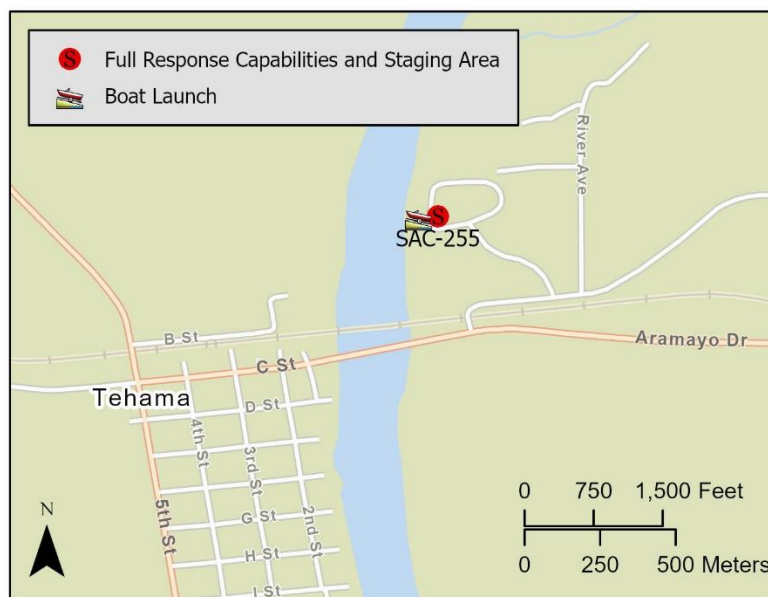 S Full Response Capabilities and Staging Area
Boat Launch
River Ave
S
SAC-255
B St
Aramayo Dr
C St
Tehama
D St
4th St
3rd St
2nd St
5th St
G St
H St
I St
N
0 750 1,500 Feet
0 250 500 Meters